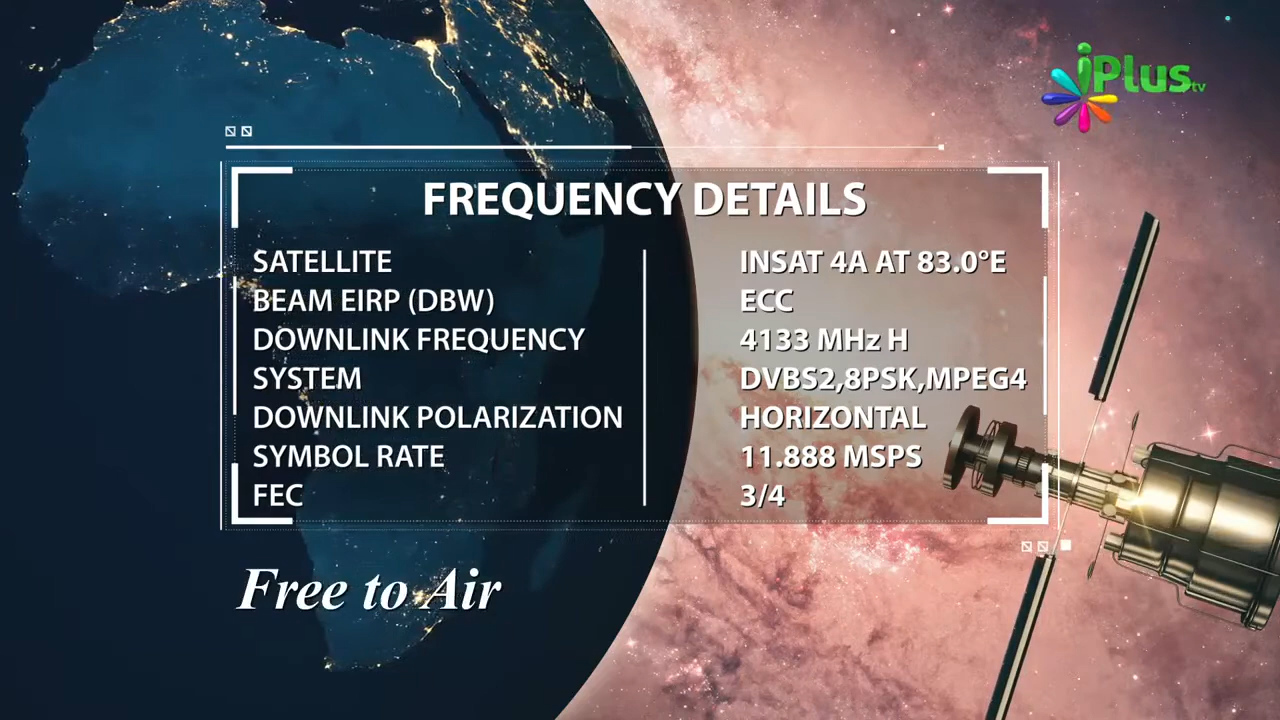 iPlus tv
FREQUENCY DETAILS
SATELLITE INSAT 4A AT 83.0°E
BEAM EIRP (DBW) ECC
DOWNLINK FREQUENCY 4133 MHz H
SYSTEM DVBS2,8PSK,MPEG4
DOWNLINK POLARIZATION HORIZONTAL
SYMBOL RATE 11.888 MSPS
FEC 3/4
Free to Air